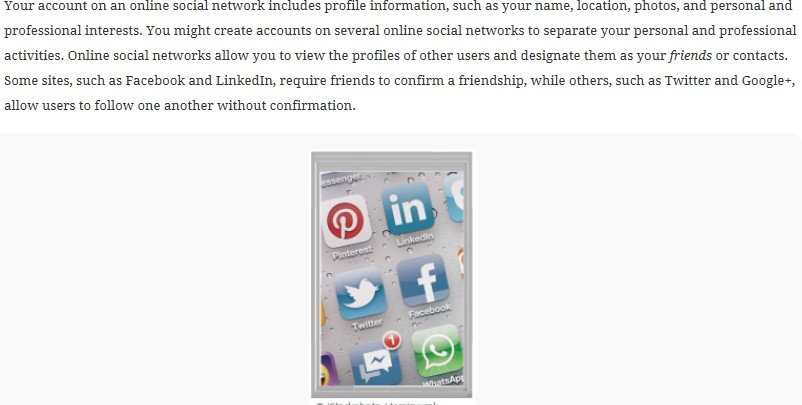 Your account on an online social network includes profile information, such as your name, location, photos, and personal and
professional interests. You might create accounts on several online social networks to separate your personal and professional
activities. Online social networks allow you to view the profiles of other users and designate them as your friends or contacts.
Some sites, such as Facebook and LinkedIn, require friends to confirm a friendship, while others, such as Twitter and Google+,
allow users to follow one another without confirmation.
in
Pinterest
LinkedIn
f
Twitter
Facebook
1
WhatsApp